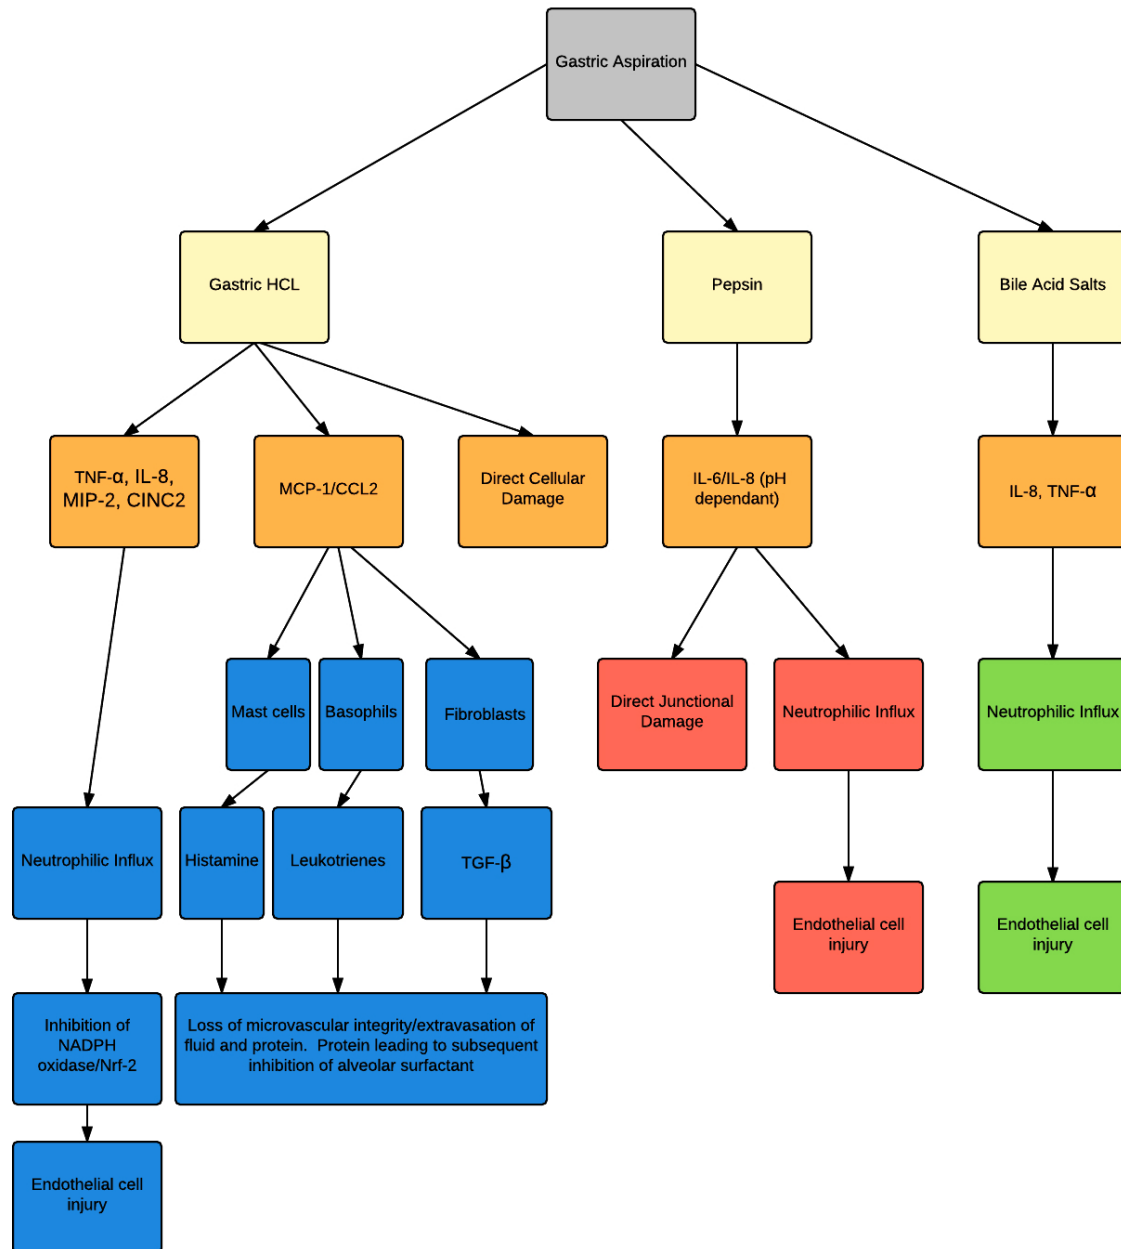 Gastric Aspiration
Gastric HCL
Pepsin
Bile Acid Salts
TNF-α, IL-8,
MIP-2, CINC2
MCP-1/CCL2
Direct Cellular
Damage
IL-6/IL-8 (pH
dependant)
IL-8, TNF-α
Mast cells
Basophils
Fibroblasts
Direct Junctional
Damage
Neutrophilic Influx
Neutrophilic Influx
Neutrophilic Influx
Histamine
Leukotrienes
TGF-β
Endothelial cell
injury
Endothelial cell
injury
Inhibition of
NADPH
oxidase/Nrf-2
Loss of microvascular integrity/extravasation of
fluid and protein.  Protein leading to subsequent
inhibition of alveolar surfactant
Endothelial cell
injury